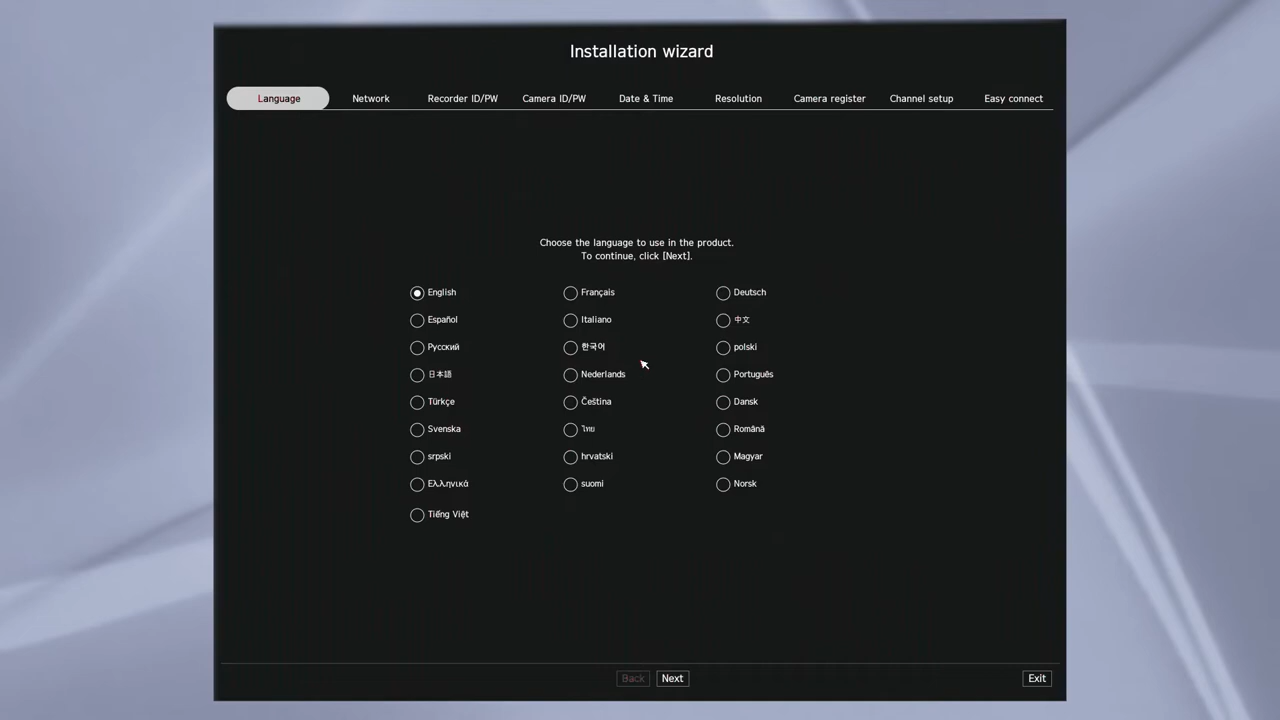 Installation wizard
Language Network Recorder ID/PW Camera ID/PW Date & Time Resolution Camera register Channel setup Easy connect
Choose the language to use in the product.
To continue, click [Next].
English Français Deutsch
Español Italiano 中文
Русский 한국어 polski
日本語 Nederlands Português
Türkçe Čeština Dansk
Svenska ไทย Română
srpski hrvatski Magyar
Ελληνικά suomi Norsk
Tiếng Việt
Back Next Exit